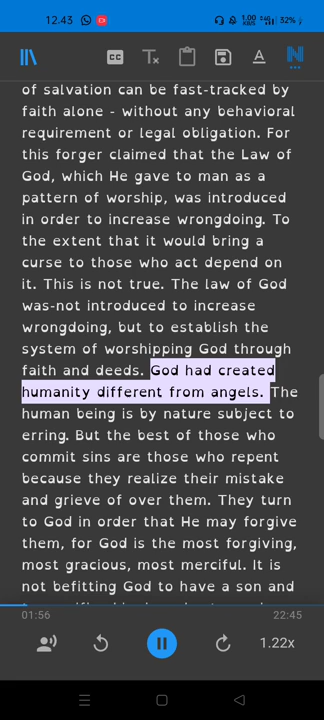 12.43 1.00 KB/S 32%
CC T A N
of salvation can be fast-tracked by
faith alone - without any behavioral
requirement or legal obligation. For
this forger claimed that the Law of
God, which He gave to man as a
pattern of worship, was introduced
in order to increase wrongdoing. To
the extent that it would bring a
curse to those who act depend on
it. This is not true. The law of God
was-not introduced to increase
wrongdoing, but to establish the
system of worshipping God through
faith and deeds. God had created
humanity different from angels. The
human being is by nature subject to
erring. But the best of those who
commit sins are those who repent
because they realize their mistake
and grieve of over them. They turn
to God in order that He may forgive
them, for God is the most forgiving,
most gracious, most merciful. It is
not befitting God to have a son and
01:56 22:45
1.22x